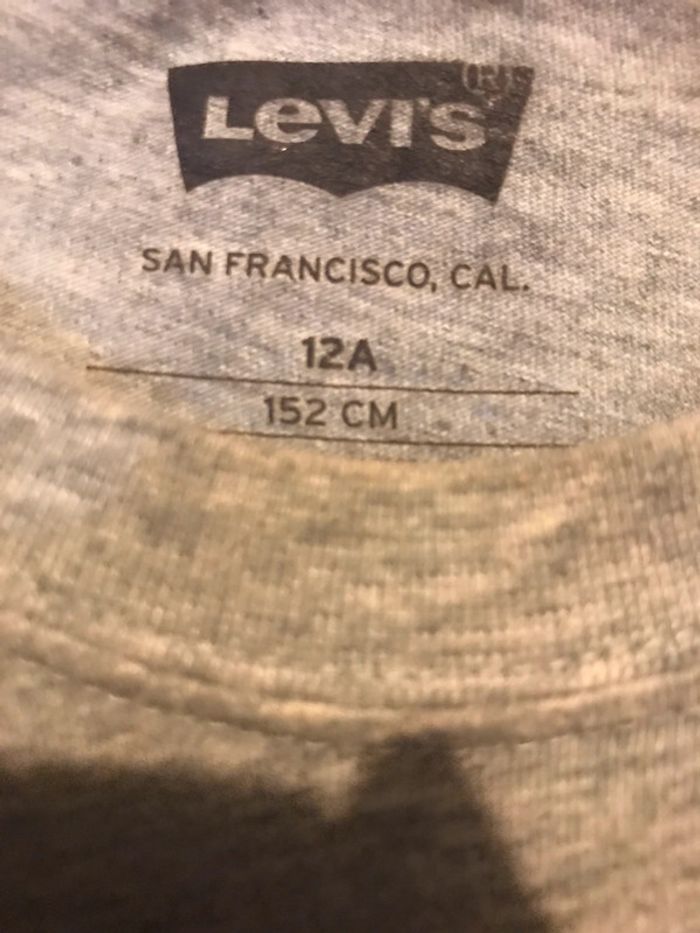 Levi's
SAN FRANCISCO, CAL.
12A
152 CM